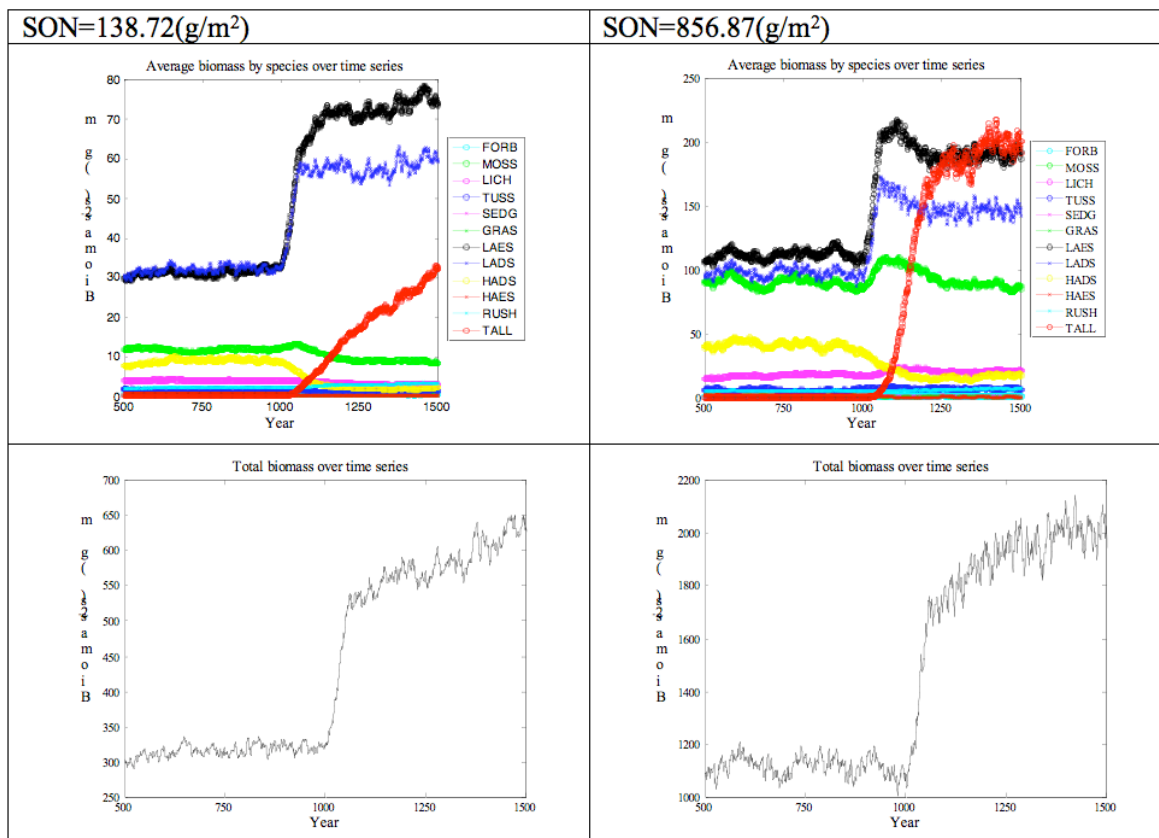 SON=138.72(g/m²)
SON=856.87(g/m²)
Average biomass by species over time series
80
70
60
50
40
30
20
10
0
500
750
1000
1250
1500
Year
FORB
MOSS
LICH
TUSS
SEDG
GRAS
LAES
LADS
HADS
HAES
RUSH
TALL
Average biomass by species over time series
250
200
150
100
50
0
500
750
1000
1250
1500
Year
FORB
MOSS
LICH
TUSS
SEDG
GRAS
LAES
LADS
HADS
HAES
RUSH
TALL
Total biomass over time series
700
650
600
550
500
450
400
350
300
250
500
750
1000
1250
1500
Year
Total biomass over time series
2200
2000
1800
1600
1400
1200
1000
500
750
1000
1250
1500
Year